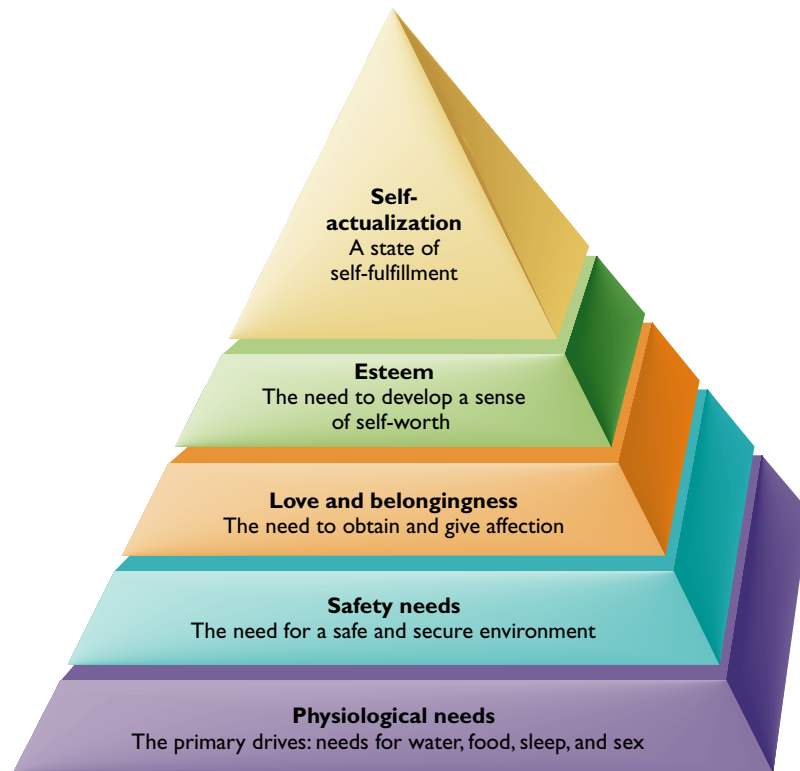 Self-
actualization
A state of
self-fulfillment
Esteem
The need to develop a sense
of self-worth
Love and belongingness
The need to obtain and give affection
Safety needs
The need for a safe and secure environment
Physiological needs
The primary drives: needs for water, food, sleep, and sex